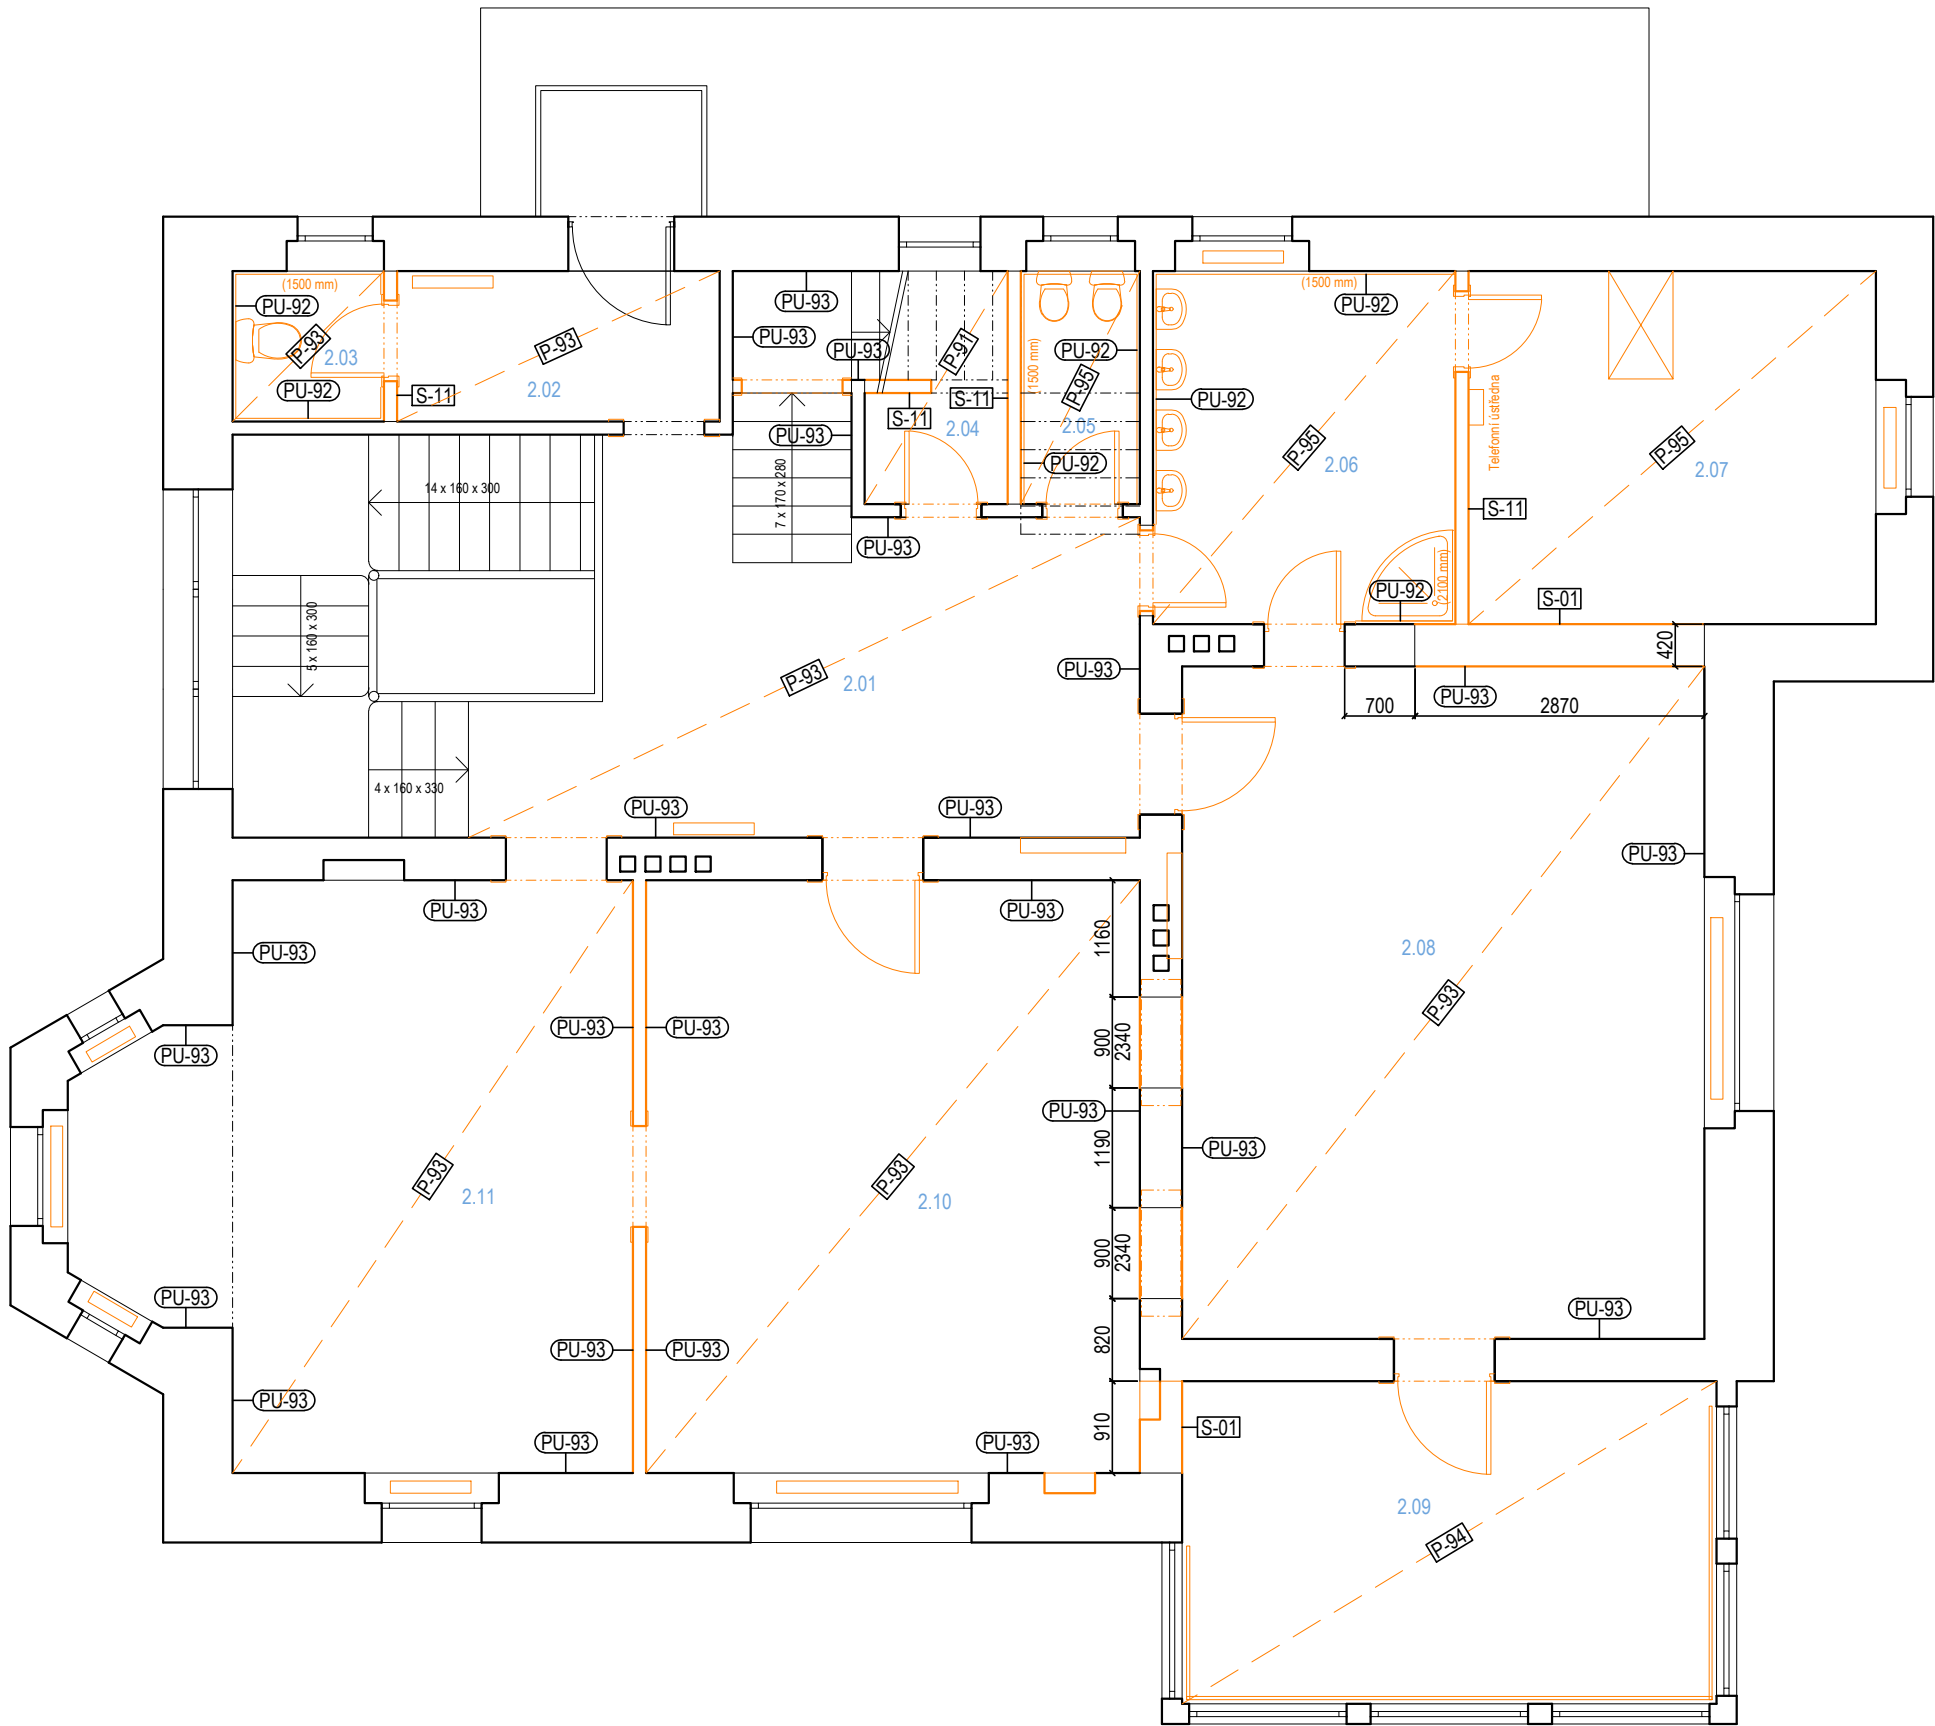 (1500 mm)
PU-92
P-93
2.03
PU-92
S-11
P-93
2.02
PU-93
PU-93
PU-93
P-91
S-11
S-11
2.04
PU-93
PU-92
(1500 mm)
P-95
2.05
PU-92
PU-93
(1500 mm)
PU-92
PU-92
P-95
2.06
Telefonní ústředna
P-95
2.07
S-11
PU-92
(2100 mm)
S-01
420
14 x 160 x 300
7 x 170 x 280
5 x 160 x 300
4 x 160 x 330
P-93
2.01
PU-93
PU-93
700
2870
PU-93
PU-93
PU-93
PU-93
PU-93
PU-93
PU-93
PU-93
PU-93
1160
2.08
P-93
900
2340
PU-93
1190
PU-93
P-93
2.11
P-93
2.10
900
2340
PU-93
PU-93
PU-93
PU-93
820
PU-93
PU-93
PU-93
910
S-01
2.09
P-94